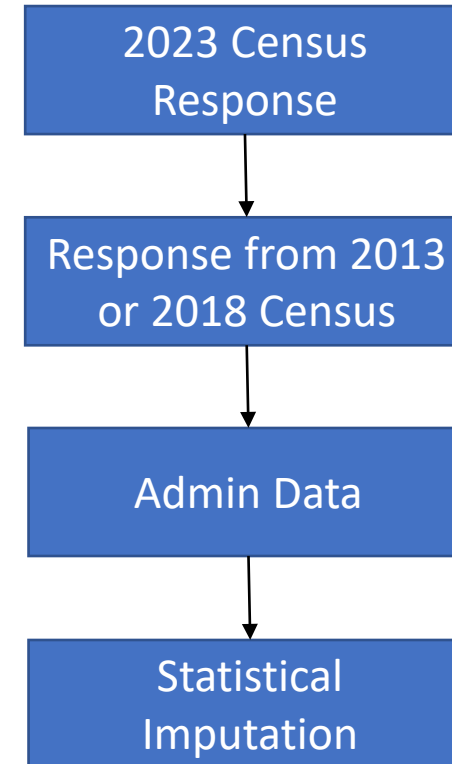 2023 Census
Response
Response from 2013
or 2018 Census
Admin Data
Statistical
Imputation